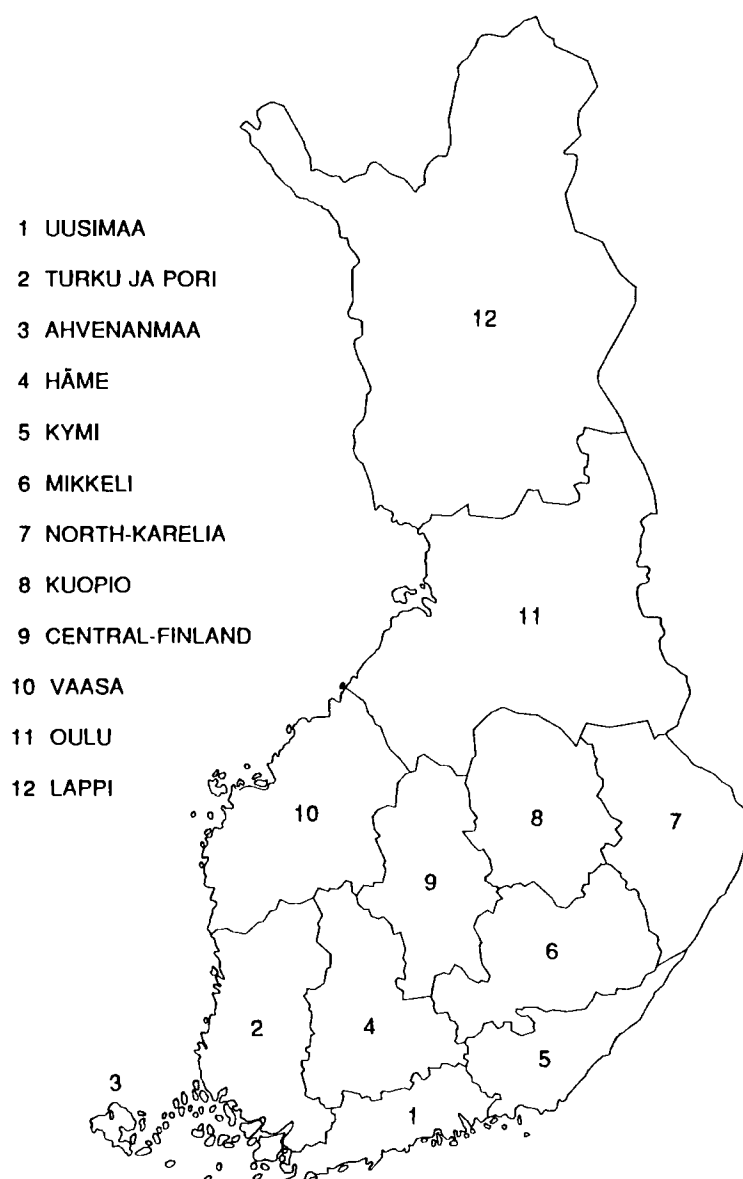 1 UUSIMAA
2 TURKU JA PORI
3 AHVENANMAA
4 HÄME
5 KYMI
6 MIKKELI
7 NORTH-KARELIA
8 KUOPIO
9 CENTRAL-FINLAND
10 VAASA
11 OULU
12 LAPPI
12
11
10
8
7
9
6
2
4
5
3
1